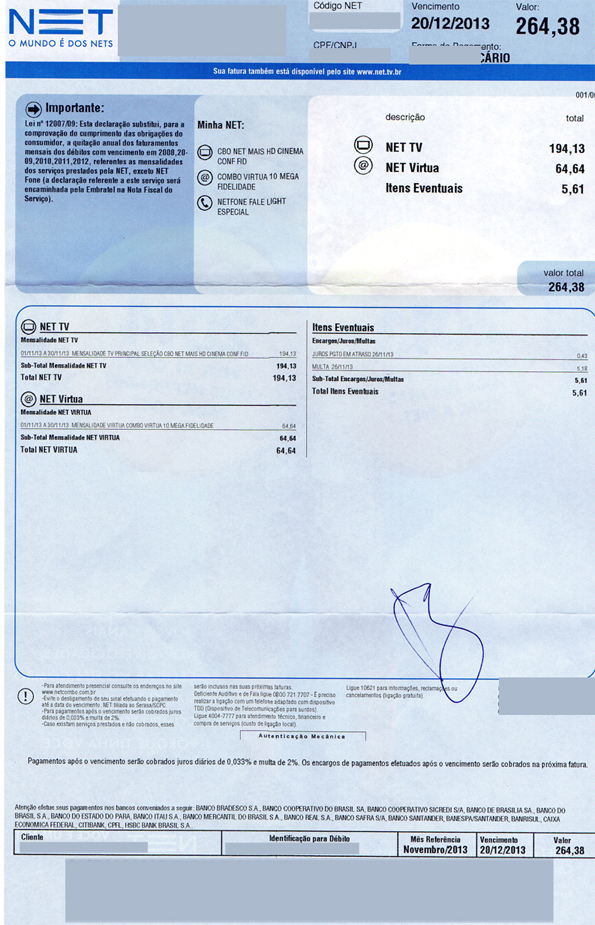 NET
O MUNDO É DOS NETS
Código NET
CPF/CNPJ
Vencimento
20/12/2013
Valor:
264,38
Forma de Pagamento:
CÁRIO
Sua fatura também está disponível pelo site www.net.tv.br
Importante:
Lei nº 12007/09: Esta declaração substitui, para a
comprovação do cumprimento das obrigações do
consumidor, a quitação anual dos faturamentos
mensais dos débitos com vencimento em 2008,20-
09,2010,2011,2012, referentes as mensalidades
dos serviços prestados pela NET, exceto NET
Fone (a declaração referente a este serviço será
encaminhada pela Embratel na Nota Fiscal do
Serviço).
Minha NET:
CBO NET MAIS HD CINEMA
CONF FID
COMBO VIRTUA 10 MEGA
FIDELIDADE
NETFONE FALE LIGHT
ESPECIAL
descrição total
NET TV 194,13
NET Virtua 64,64
Itens Eventuais 5,61
valor total
264,38
NET TV
Mensalidade NET TV
01/11/13 A 30/11/13 MENSALIDADE TV PRINCIPAL SELEÇÃO CBO NET MAIS HD CINEMA CONF FID 194,13
Sub-Total Mensalidade NET TV 194,13
Total NET TV 194,13
NET Virtua
Mensalidade NET VIRTUA
01/11/13 A 30/11/13 MENSALIDADE VIRTUA COMBO VIRTUA 10 MEGA FIDELIDADE 64,64
Sub-Total Mensalidade NET VIRTUA 64,64
Total NET VIRTUA 64,64
Itens Eventuais
Encargos/Juros/Multas
JUROS PGTO EM ATRASO 26/11/13 0,43
MULTA 26/11/13 5,18
Sub-Total Encargos/Juros/Multas 5,61
Total Itens Eventuais 5,61
-Para atendimento presencial consulte os endereços no site
www.netcombo.com.br
-Evite o desligamento de seu sinal efetuando o pagamento
até a data do vencimento. NET filiada ao Serasa/SCPC
-Para pagamentos após o vencimento serão cobrados juros
diários de 0,033% e multa de 2%.
-Caso existam serviços prestados e não cobrados, esses
serão inclusos nas suas próximas faturas.
Deficiente Auditivo e de Fala ligue 0800 721 7707 - É preciso
realizar a ligação com um telefone adaptado com dispositivo
TDD (Dispositivo de Telecomunicações para surdos).
Ligue 4004-7777 para atendimento técnico, financeiro e
compra de serviços (custo de ligação local).
Ligue 10621 para informações, reclamações ou
cancelamentos (ligação gratuita)
Autenticação Mecânica
Pagamentos após o vencimento serão cobrados juros diários de 0,033% e multa de 2%. Os encargos de pagamentos efetuados após o vencimento serão cobrados na próxima fatura.
Atenção efetue seus pagamentos nos bancos conveniados a seguir: BANCO BRADESCO S.A., BANCO COOPERATIVO DO BRASIL SA, BANCO COOPERATIVO SICREDI S/A, BANCO DE BRASILIA SA., BANCO DO
BRASIL S.A., BANCO DO ESTADO DO PARÁ, BANCO ITAU S.A., BANCO MERCANTIL DO BRASIL S.A., BANCO REAL S.A., BANCO SAFRA S/A, BANCO SANTANDER, BANESPA/SANTANDER, BANRISUL, CAIXA
ECONOMICA FEDERAL, CITIBANK, CPFL, HSBC BANK BRASIL S.A.
Cliente Identificação para Débito Mês Referência Vencimento Valor
Novembro/2013 20/12/2013 264,38